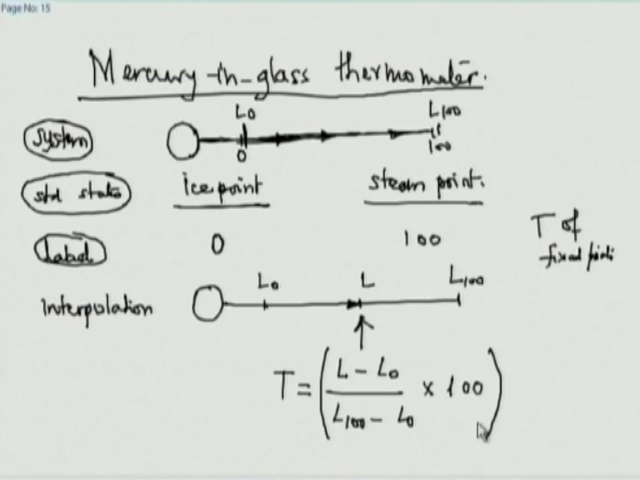 Page No: 15
Mercury-in-glass thermometer.
L0 L100
System
0 100
std state ice point steam point.
Label 0 100
T of
fixed point
L0 L L100
Interpolation
T = ( L - L0 / L100 - L0 × 100 )